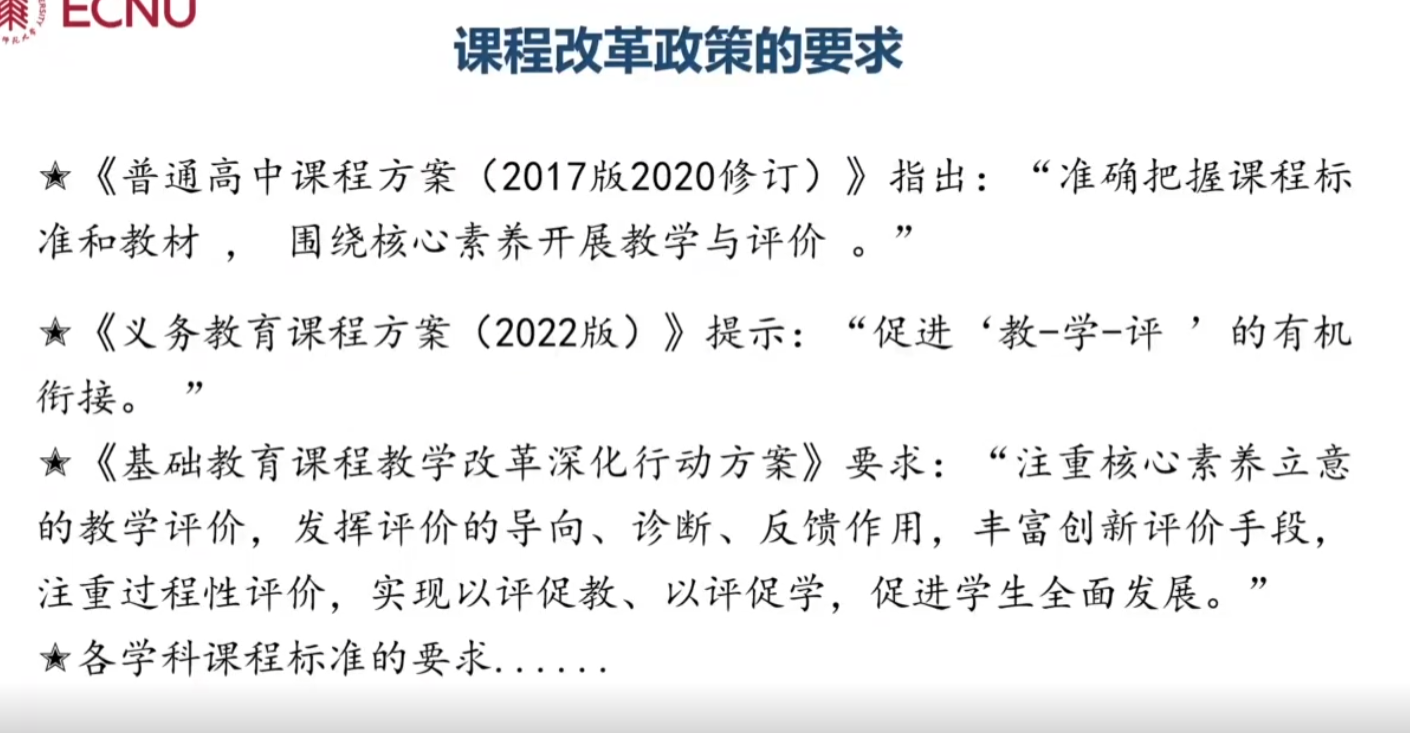 ECNU
课程改革政策的要求
★《普通高中课程方案（2017版2020修订）》指出：“准确把握课程标
准和教材 ， 围绕核心素养开展教学与评价 。”
★《义务教育课程方案（2022版）》提示：“促进‘教-学-评 ’的有机
衔接。 ”
★《基础教育课程教学改革深化行动方案》要求：“注重核心素养立意
的教学评价，发挥评价的导向、诊断、反馈作用，丰富创新评价手段，
注重过程性评价，实现以评促教、以评促学，促进学生全面发展。”
★各学科课程标准的要求......